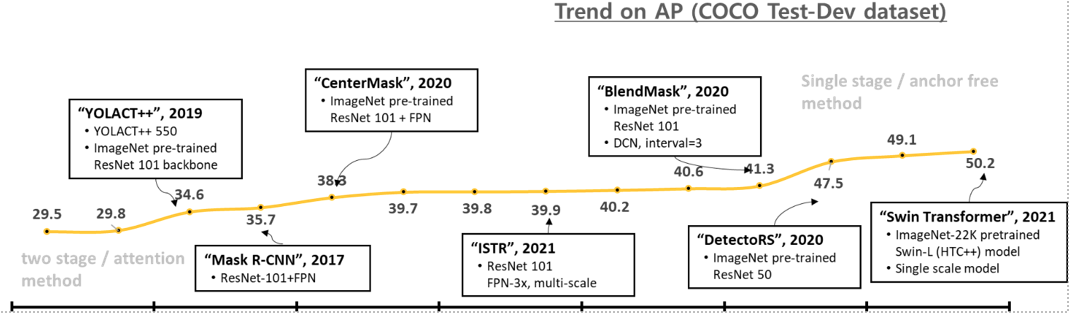 Trend on AP (COCO Test-Dev dataset)
“YOLACT++”, 2019
• YOLACT++ 550
• ImageNet pre-trained
ResNet 101 backbone
“CenterMask”, 2020
• ImageNet pre-trained
ResNet 101 + FPN
“BlendMask”, 2020
• ImageNet pre-trained
ResNet 101
• DCN, interval=3
Single stage / anchor free
method
29.5
29.8
34.6
35.7
38.3
39.7
39.8
39.9
40.2
40.6
41.3
47.5
49.1
50.2
two stage / attention
method
“Mask R-CNN”, 2017
• ResNet-101+FPN
“ISTR”, 2021
• ResNet 101
FPN-3x, multi-scale
“DetectoRS”, 2020
• ImageNet pre-trained
ResNet 50
“Swin Transformer”, 2021
• ImageNet-22K pretrained
Swin-L (HTC++) model
• Single scale model